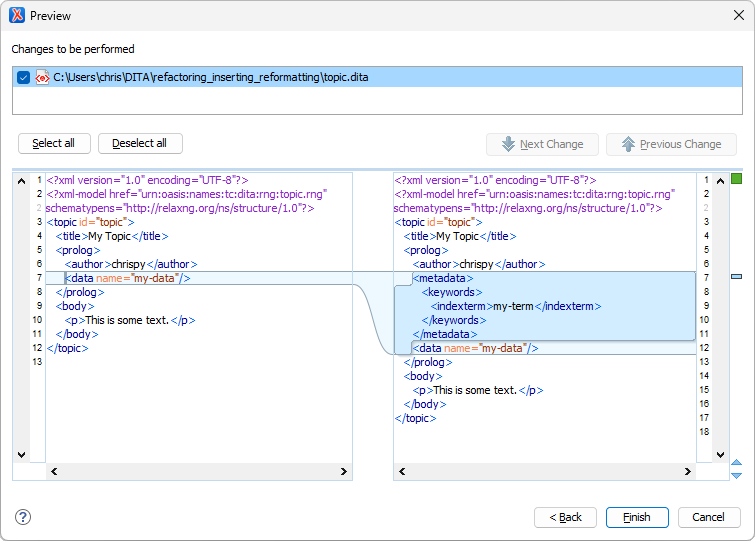 Preview
Changes to be performed
C:\Users\chris\DITA\refactoring_inserting_reformatting\topic.dita
Select all
Deselect all
Next Change
Previous Change
1 <?xml version="1.0" encoding="UTF-8"?>
2 <?xml-model href="urn:oasis:names:tc:dita:rng:topic.rng"
2 schematypens="http://relaxng.org/ns/structure/1.0"?>
3 <topic id="topic">
4 <title>My Topic</title>
5 <prolog>
6 <author>chrispy</author>
7 <data name="my-data"/>
8 </prolog>
9 <body>
10 <p>This is some text.</p>
11 </body>
12 </topic>
13
<?xml version="1.0" encoding="UTF-8"?> 1
<?xml-model href="urn:oasis:names:tc:dita:rng:topic.rng" 2
schematypens="http://relaxng.org/ns/structure/1.0"?> 2
<topic id="topic"> 3
<title>My Topic</title> 4
<prolog> 5
<author>chrispy</author> 6
<metadata> 7
<keywords> 8
<indexterm>my-term</indexterm> 9
</keywords> 10
</metadata> 11
<data name="my-data"/> 12
</prolog> 13
<body> 14
<p>This is some text.</p> 15
</body> 16
</topic> 17
18
?
< Back
Finish
Cancel